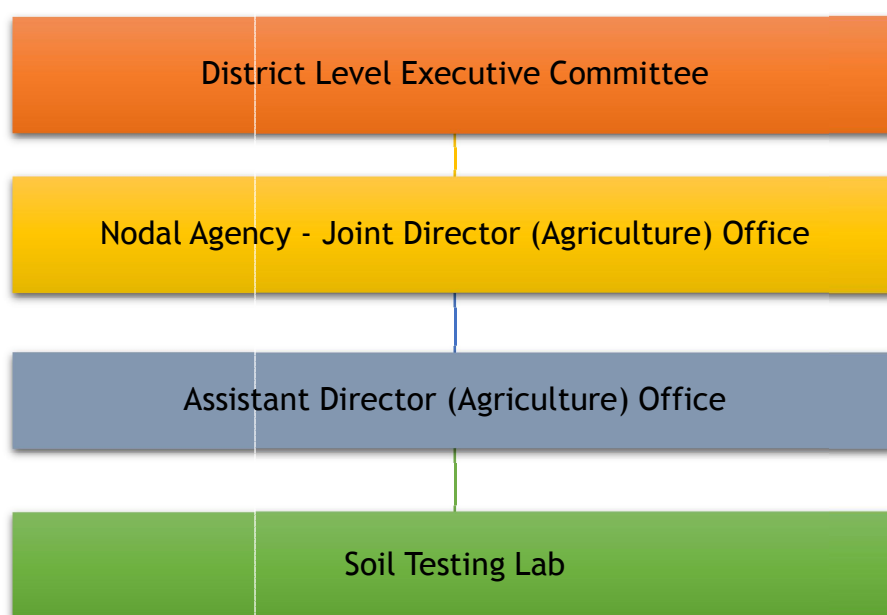 District Level Executive Committee
Nodal Agency - Joint Director (Agriculture) Office
Assistant Director (Agriculture) Office
Soil Testing Lab